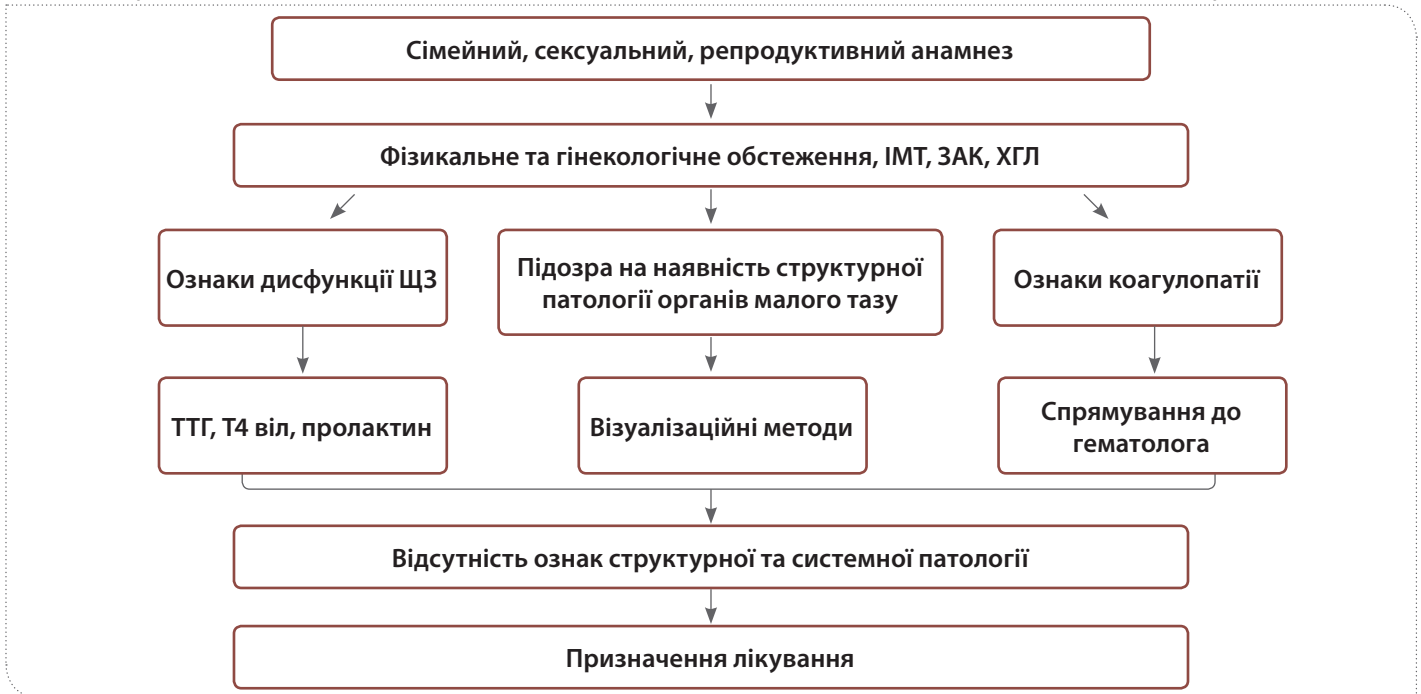 Сімейний, сексуальний, репродуктивний анамнез
Фізикальне та гінекологічне обстеження, ІМТ, ЗАК, ХГЛ
Ознаки дисфункції ЩЗ
Підозра на наявність структурної
патології органів малого тазу
Ознаки коагулопатії
ТТГ, Т4 віл, пролактин
Візуалізаційні методи
Спрямування до
гематолога
Відсутність ознак структурної та системної патології
Призначення лікування